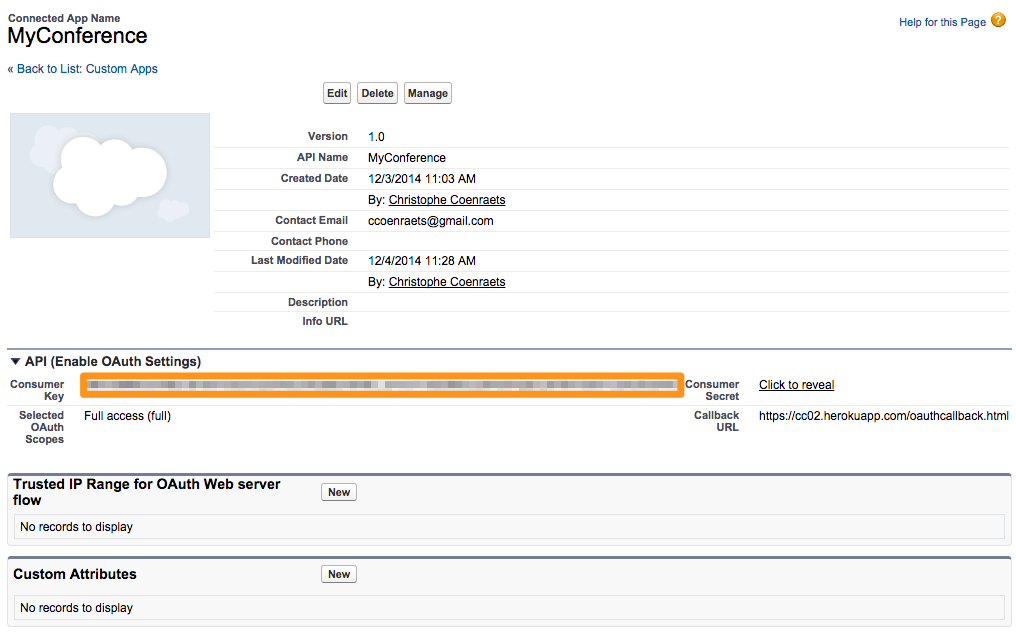 Connected App Name
MyConference
Help for this Page ?
« Back to List: Custom Apps
Edit Delete Manage
Version 1.0
API Name MyConference
Created Date 12/3/2014 11:03 AM
By: Christophe Coenraets
Contact Email ccoenraets@gmail.com
Contact Phone
Last Modified Date 12/4/2014 11:28 AM
By: Christophe Coenraets
Description
Info URL
API (Enable OAuth Settings)
Consumer
Key
Consumer
Secret
Click to reveal
Selected
OAuth
Scopes
Full access (full)
Callback
URL
https://cc02.herokuapp.com/oauthcallback.html
Trusted IP Range for OAuth Web server
flow
New
No records to display
Custom Attributes New
No records to display